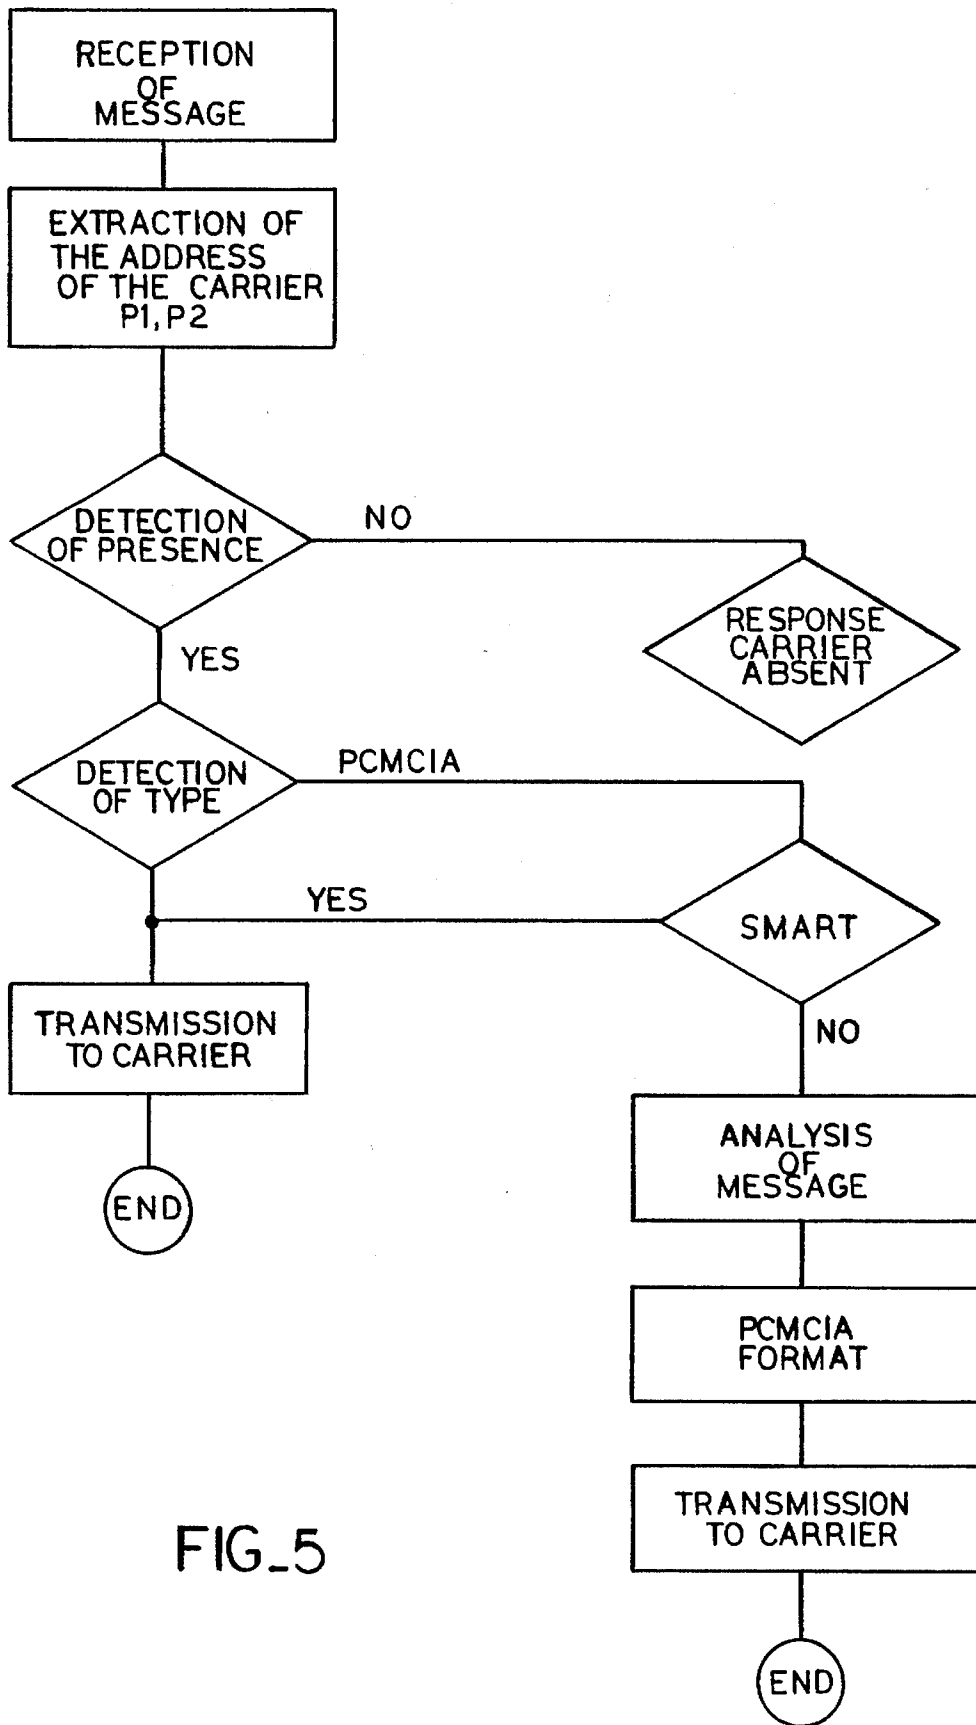 RECEPTION
OF
MESSAGE
EXTRACTION OF
THE ADDRESS
OF THE CARRIER
P1, P2
DETECTION
OF PRESENCE
NO
RESPONSE
CARRIER
ABSENT
YES
DETECTION
OF TYPE
PCMCIA
YES
SMART
TRANSMISSION
TO CARRIER
NO
END
ANALYSIS
OF
MESSAGE
PCMCIA
FORMAT
TRANSMISSION
TO CARRIER
END
FIG_5